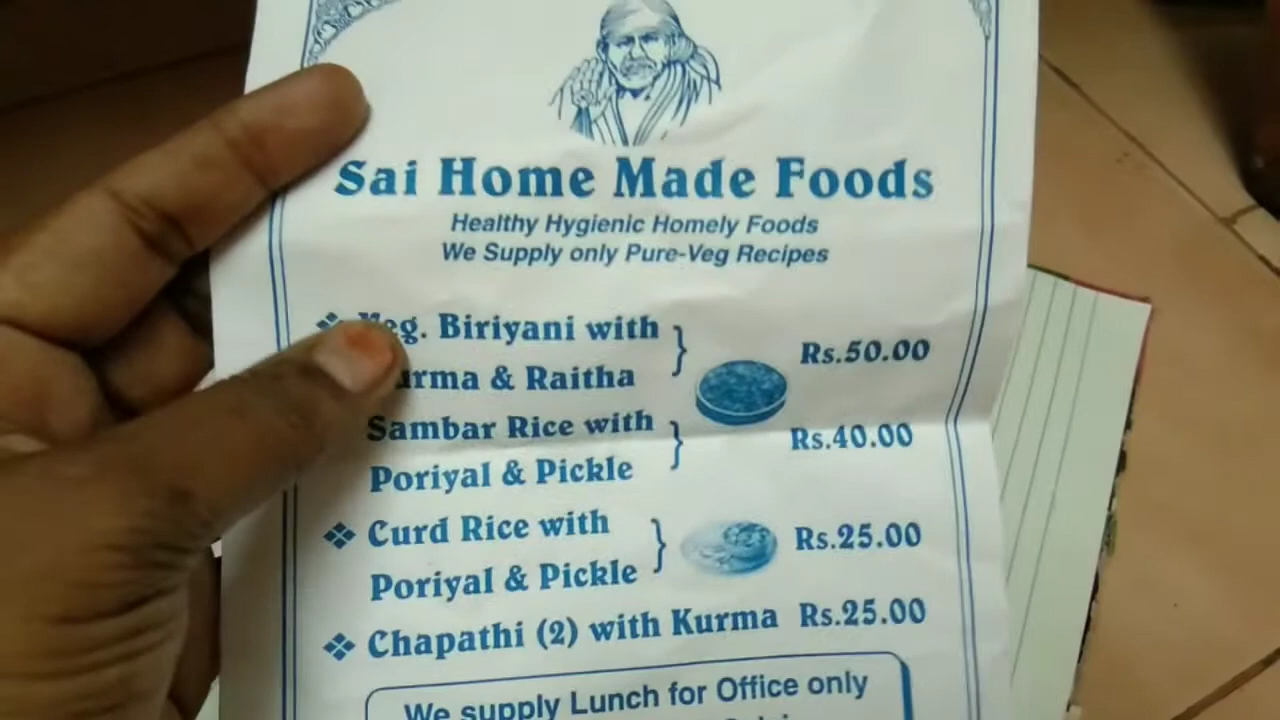 Sai Home Made Foods
Healthy Hygienic Homely Foods
We Supply only Pure-Veg Recipes
Veg. Biriyani with
& Raitha
Rs.50.00
Sambar Rice with
Poriyal & Pickle
Rs.40.00
Curd Rice with
Poriyal & Pickle
Rs.25.00
Chapathi (2) with Kurma Rs.25.00
We supply Lunch for Office only